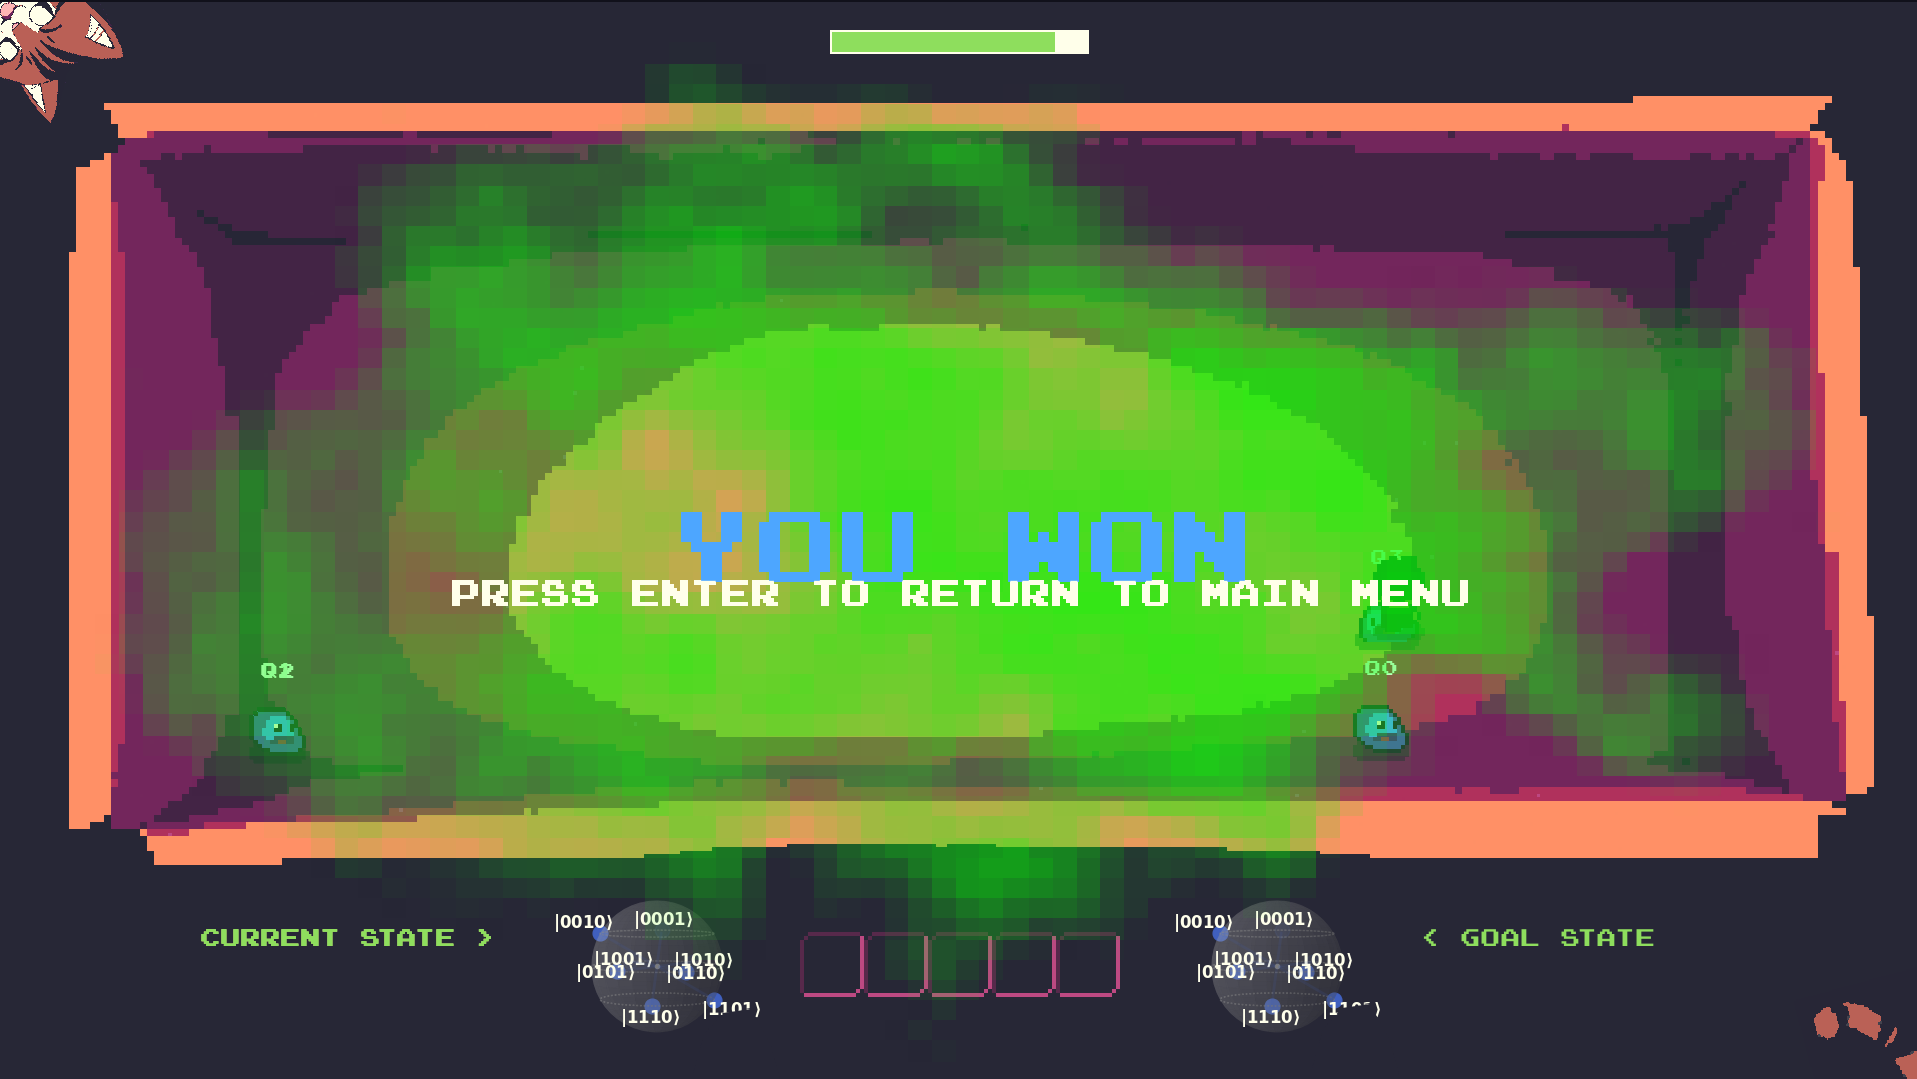 YOU WON
PRESS ENTER TO RETURN TO MAIN MENU
Q2
Q0
CURRENT STATE >
|0010⟩
|0001⟩
|1001⟩
|1010⟩
|0101⟩
|0110⟩
|1110⟩
|1101⟩
|0010⟩
|0001⟩
|1001⟩
|1010⟩
|0101⟩
|0110⟩
|1110⟩
< GOAL STATE